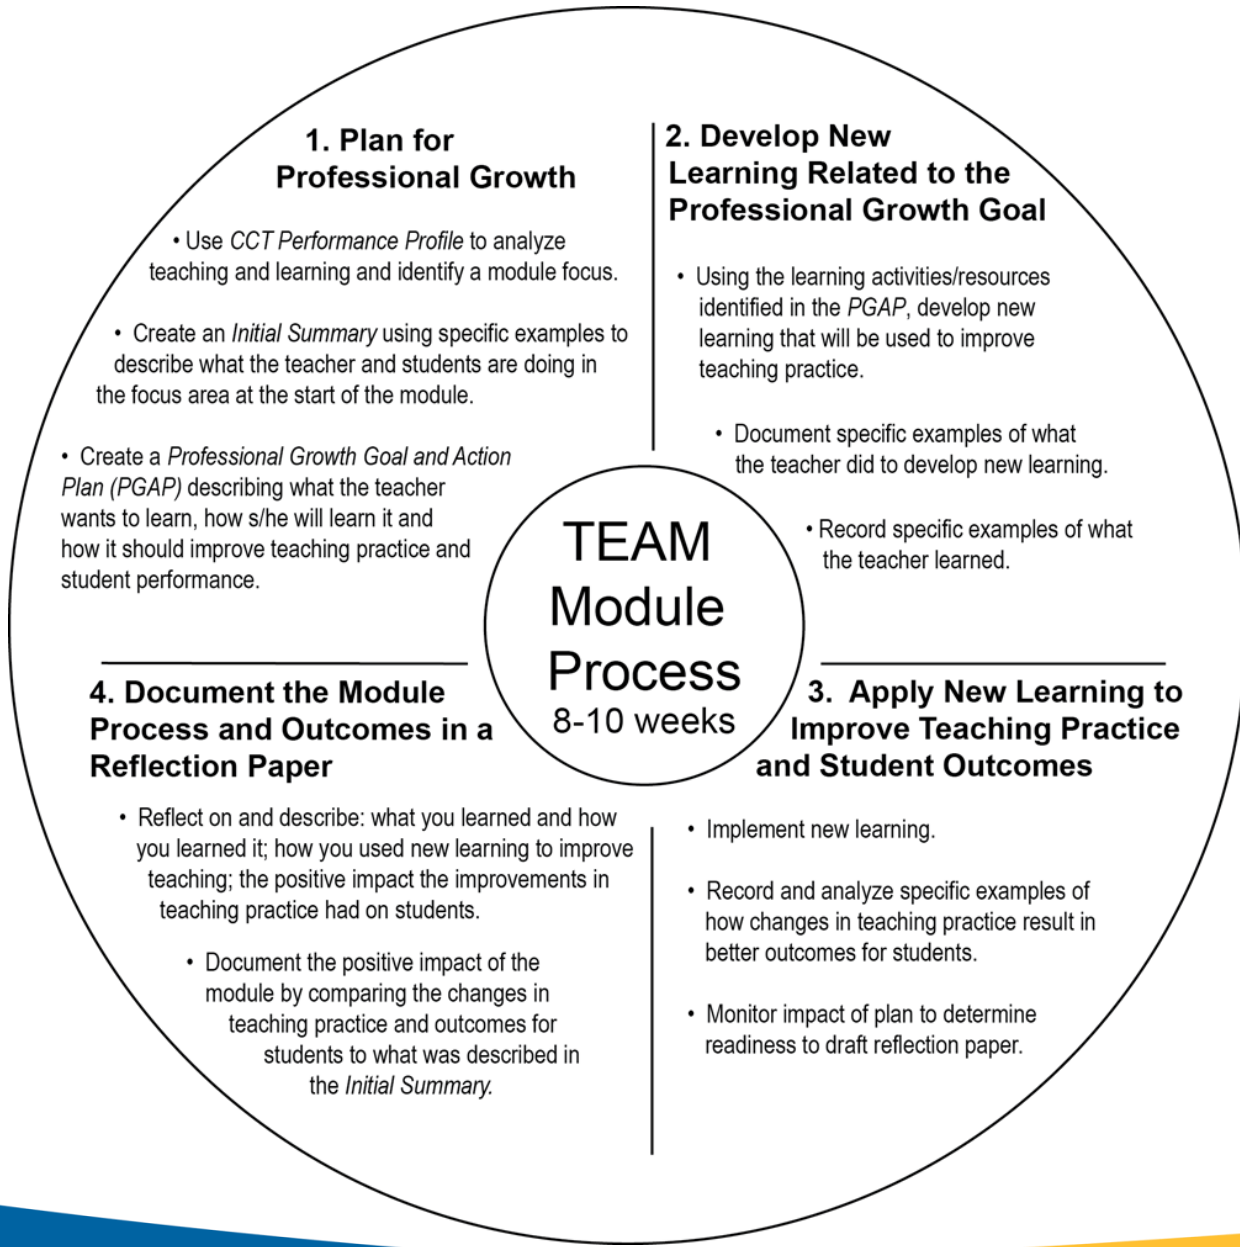 1. Plan for
Professional Growth
• Use CCT Performance Profile to analyze
teaching and learning and identify a module focus.
• Create an Initial Summary using specific examples to
describe what the teacher and students are doing in
the focus area at the start of the module.
• Create a Professional Growth Goal and Action
Plan (PGAP) describing what the teacher
wants to learn, how s/he will learn it and
how it should improve teaching practice and
student performance.
2. Develop New
Learning Related to the
Professional Growth Goal
• Using the learning activities/resources
identified in the PGAP, develop new
learning that will be used to improve
teaching practice.
• Document specific examples of what
the teacher did to develop new learning.
• Record specific examples of what
the teacher learned.
TEAM
Module
Process
8-10 weeks
3. Apply New Learning to
Improve Teaching Practice
and Student Outcomes
• Implement new learning.
• Record and analyze specific examples of
how changes in teaching practice result in
better outcomes for students.
• Monitor impact of plan to determine
readiness to draft reflection paper.
4. Document the Module
Process and Outcomes in a
Reflection Paper
• Reflect on and describe: what you learned and how
you learned it; how you used new learning to improve
teaching; the positive impact the improvements in
teaching practice had on students.
• Document the positive impact of the
module by comparing the changes in
teaching practice and outcomes for
students to what was described in
the Initial Summary.